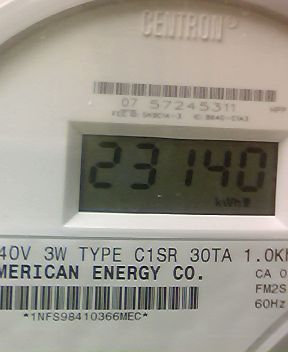 CENTRON®
07 57245311
23140
kWh
40V 3W TYPE C1SR 30TA 1.0Kh
MERICAN ENERGY CO.
CA 0
FM2S
60Hz
*1NFS98410366MEC*